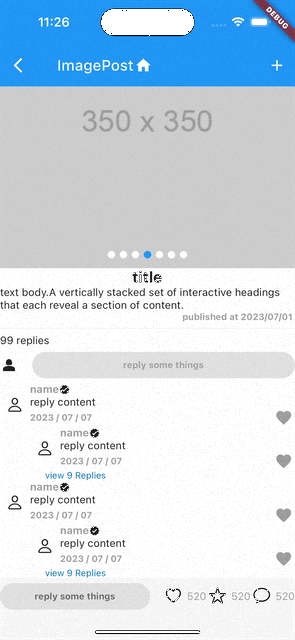 11:26
DEBUG
ImagePost
350 x 350
title
text body.A vertically stacked set of interactive headings
that each reveal a section of content.
published at 2023/07/01
99 replies
reply some things
name
reply content
2023 / 07 / 07
name
reply content
2023 / 07 / 07
view 9 Replies
name
reply content
2023 / 07 / 07
name
reply content
2023 / 07 / 07
view 9 Replies
reply some things 520 520 520